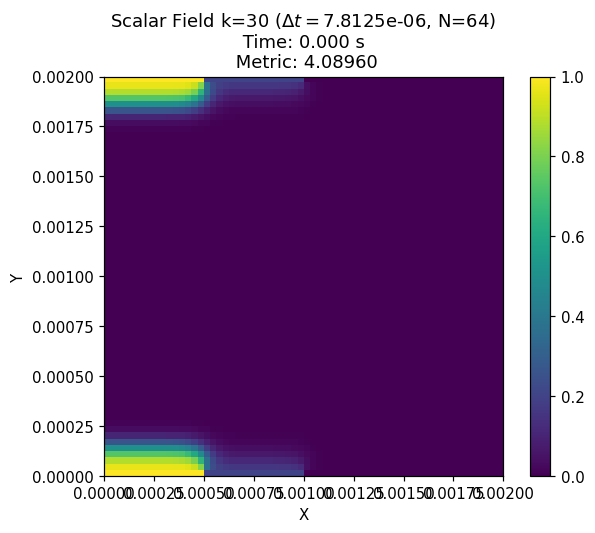 Scalar Field k=30 (Δt = 7.8125e-06, N=64)
Time: 0.000 s
Metric: 4.08960
0.00200
0.00175
0.00150
0.00125
0.00100
0.00075
0.00050
0.00025
0.00000
Y
0.00000 0.00025 0.00050 0.00075 0.00100 0.00125 0.00150 0.00175 0.00200
X
1.0
0.8
0.6
0.4
0.2
0.0